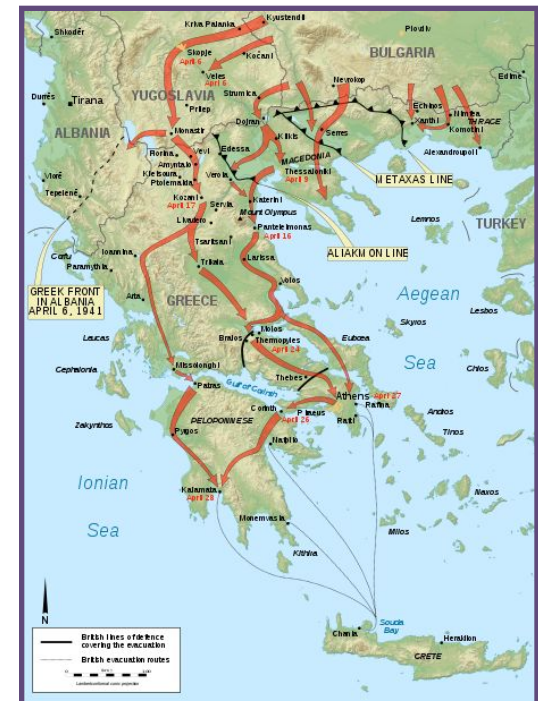 Kyustendil
Kriva Palanka
Shkodër
Skopje
April 6
Kočani
Plovdiv
BULGARIA
Veles
April 6
Edirne
Durrës
Tirana
YUGOSLAVIA
Prilep
Strumica
Nevrokop
Echinos
Xanthi
Nimfea
THRACE
Komotini
ALBANIA
Monastir
Dojran
Kilkis
Serres
Alexandroupoli
Florina
Vevi
Edessa
MACEDONIA
Amyntaio
Kleisoura
Ptolemaida
Veroia
Thessaloniki
April 9
METAXAS LINE
Vlorë
Tepelenë
Kozani
April 17
Katerini
Servia
Mount Olympus
Lemnos
TURKEY
Livadero
Panteleimonas
April 16
ALIAKMON LINE
Tsaritsani
Corfu
Ioannina
Paramythia
Trikala
Larissa
GREEK FRONT
IN ALBANIA
APRIL 6, 1941
Volos
Aegean
Arta
GREECE
Lesbos
Skyros
Leucas
Molos
Bralos
Thermopyles
April 24
Euboea
Sea
Cephalonia
Missolonghi
Thebes
Chios
Patras
Gulf of Corinth
Athens
April 27
Rafina
Andros
Zakynthos
Corinth
April 26
Piraeus
Rafti
Tinos
PELOPONNESE
Pyrgos
Nafplio
Ionian
Kalamata
April 28
Naxos
Sea
Monemvasia
Milos
Kithira
N
Souda
Bay
Chania
Heraklion
CRETE
British lines of defence
covering the evacuation
British evacuation routes